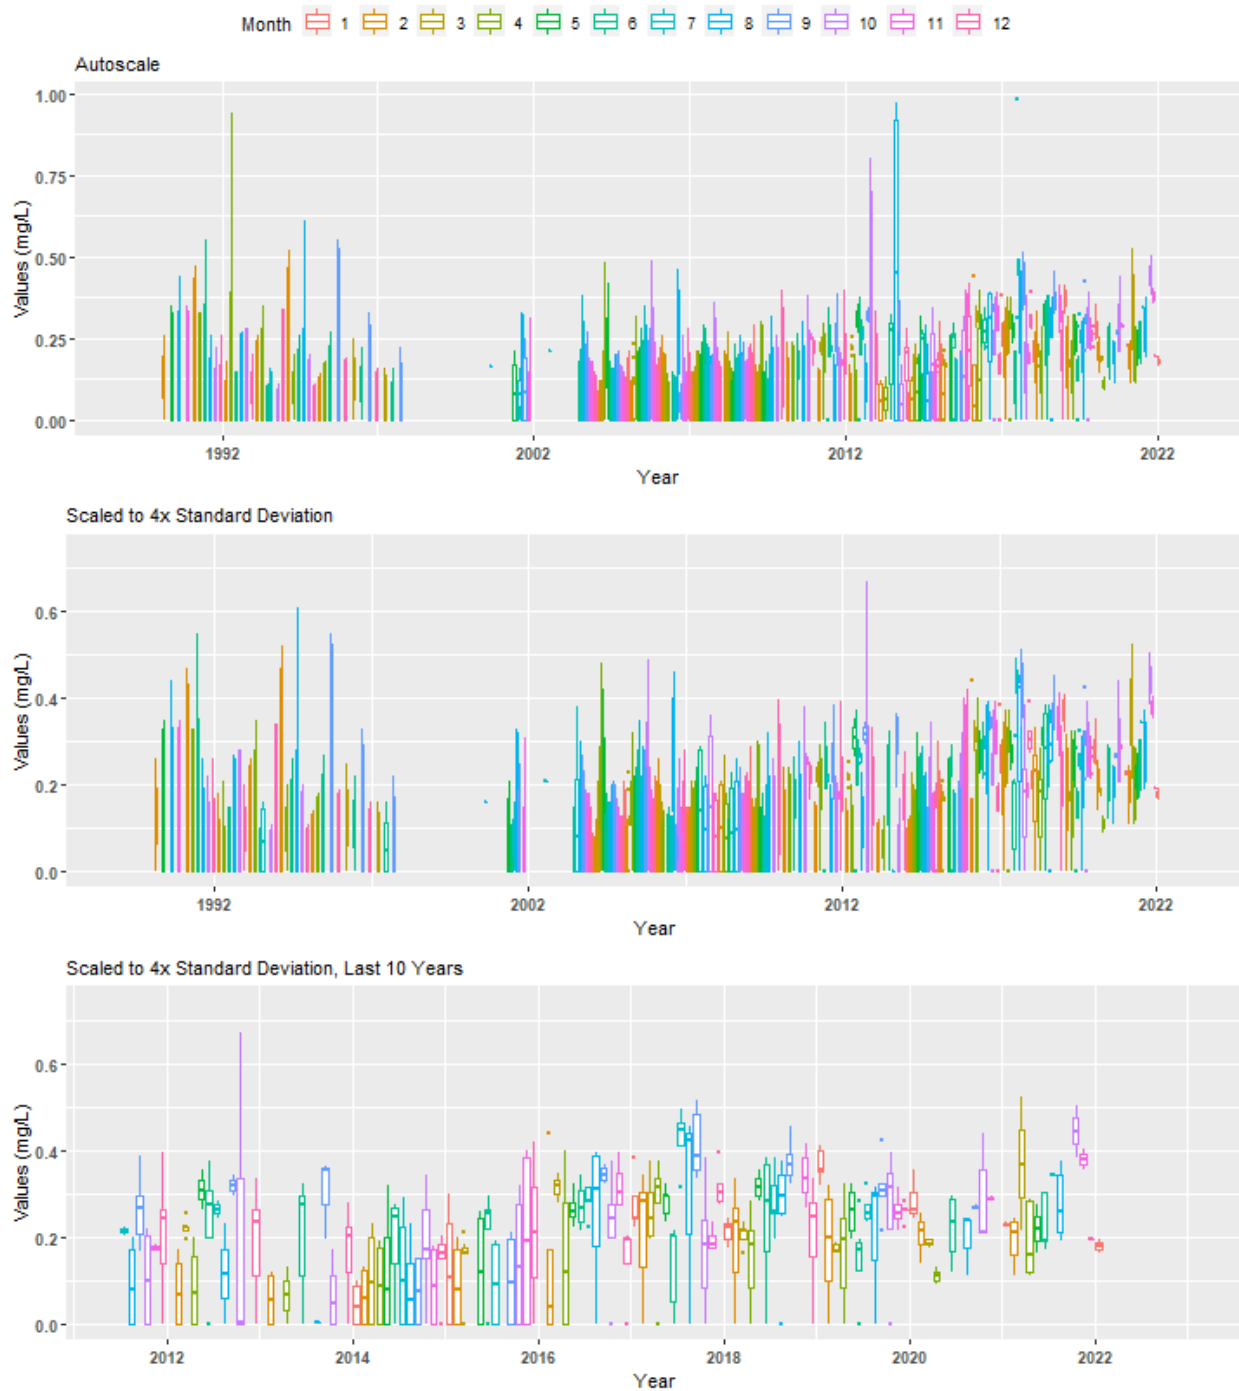 Month 1 2 3 4 5 6 7 8 9 10 11 12
Autoscale
1.00
0.75
0.50
0.25
0.00
Values (mg/L)
1992 2002 2012 2022
Year
Scaled to 4x Standard Deviation
0.6
0.4
0.2
0.0
Values (mg/L)
1992 2002 2012 2022
Year
Scaled to 4x Standard Deviation, Last 10 Years
0.6
0.4
0.2
0.0
Values (mg/L)
2012 2014 2016 2018 2020 2022
Year